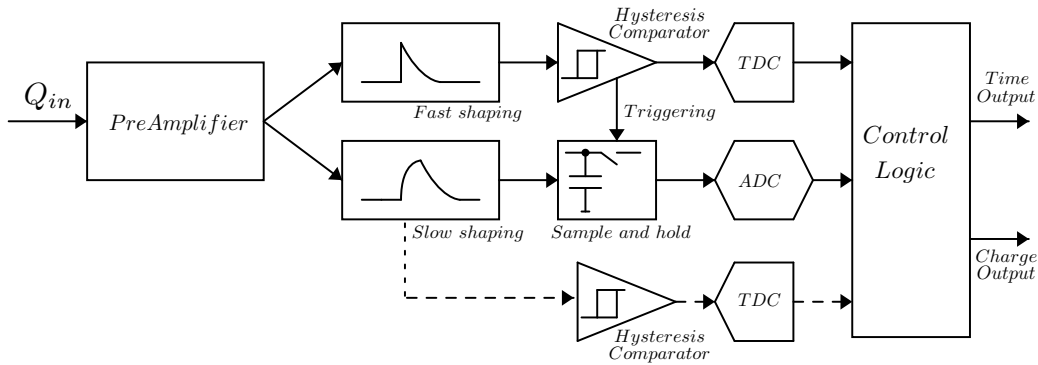 Q_in
PreAmplifier
Fast shaping
Slow shaping
Hysteresis
Comparator
Triggering
Sample and hold
TDC
ADC
Hysteresis
Comparator
TDC
Control
Logic
Time
Output
Charge
Output